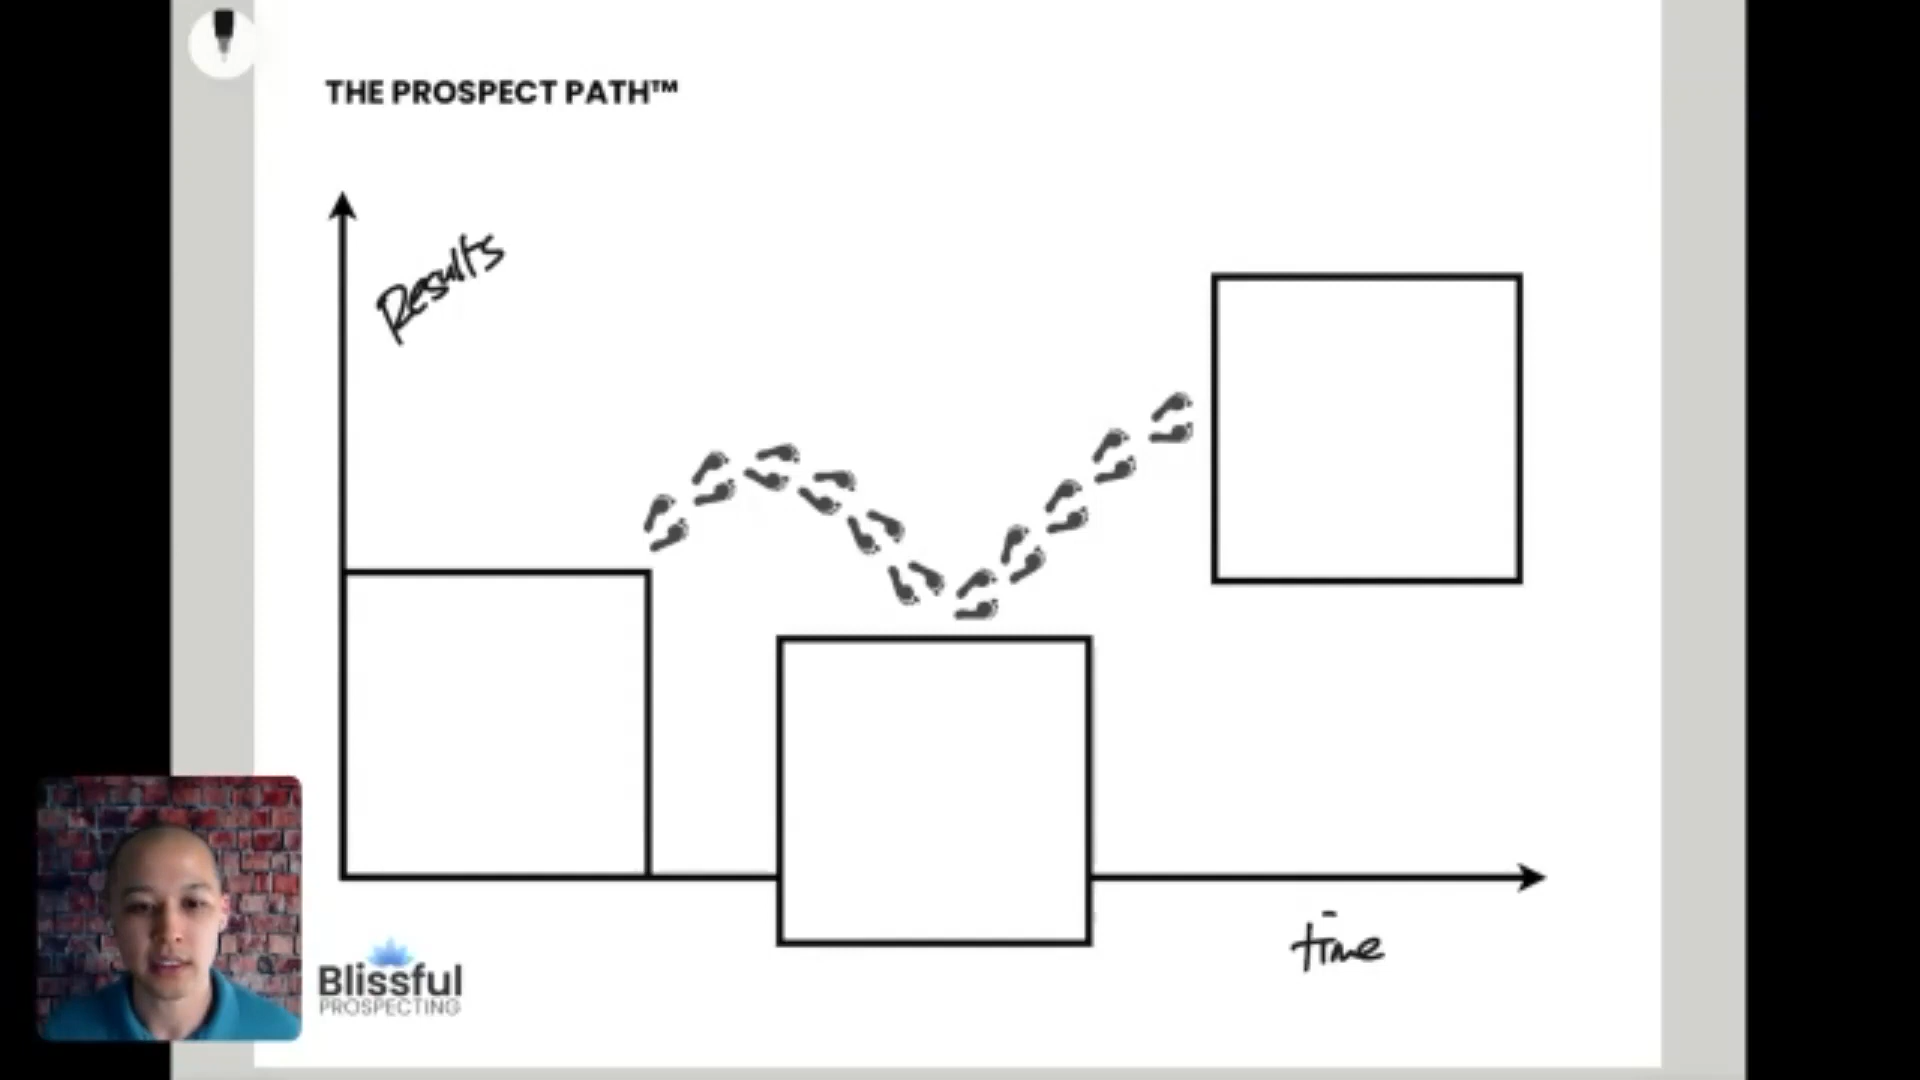 THE PROSPECT PATH™
Results
time
Blissful
PROSPECTING